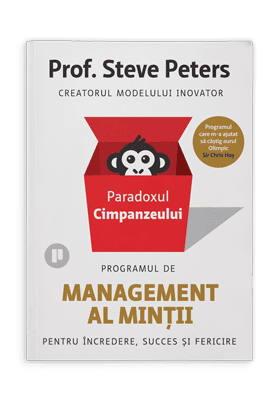 Prof. Steve Peters
CREATORUL MODELULUI INOVATOR
Programul
care m-a ajutat
să câștig aurul
Olimpic
Sir Chris Hoy
Paradoxul
Cimpanzeului
p
PROGRAMUL DE
MANAGEMENT
AL MINȚII
PENTRU ÎNCREDERE, SUCCES ȘI FERICIRE